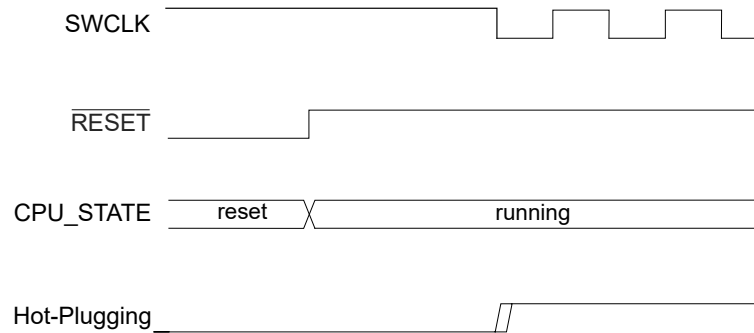 SWCLK
RESET
CPU_STATE
reset
running
Hot-Plugging